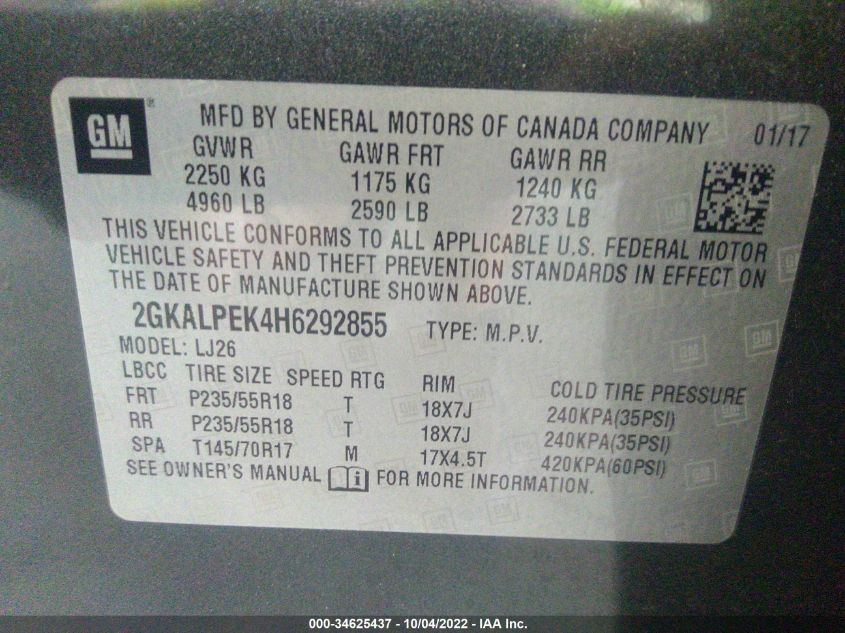 GM ® MFD BY GENERAL MOTORS OF CANADA COMPANY 01/17
GVWR GAWR FRT GAWR RR
2250 KG 1175 KG 1240 KG
4960 LB 2590 LB 2733 LB
THIS VEHICLE CONFORMS TO ALL APPLICABLE U.S. FEDERAL MOTOR
VEHICLE SAFETY AND THEFT PREVENTION STANDARDS IN EFFECT ON
THE DATE OF MANUFACTURE SHOWN ABOVE.
2GKALPEK4H6292855 TYPE: M.P.V.
MODEL: LJ26
LBCC TIRE SIZE SPEED RTG RIM COLD TIRE PRESSURE
FRT P235/55R18 T 18X7J 240KPA(35PSI)
RR P235/55R18 T 18X7J 240KPA(35PSI)
SPA T145/70R17 M 17X4.5T 420KPA(60PSI)
SEE OWNER'S MANUAL i FOR MORE INFORMATION.
000-34625437 - 10/04/2022 - IAA Inc.